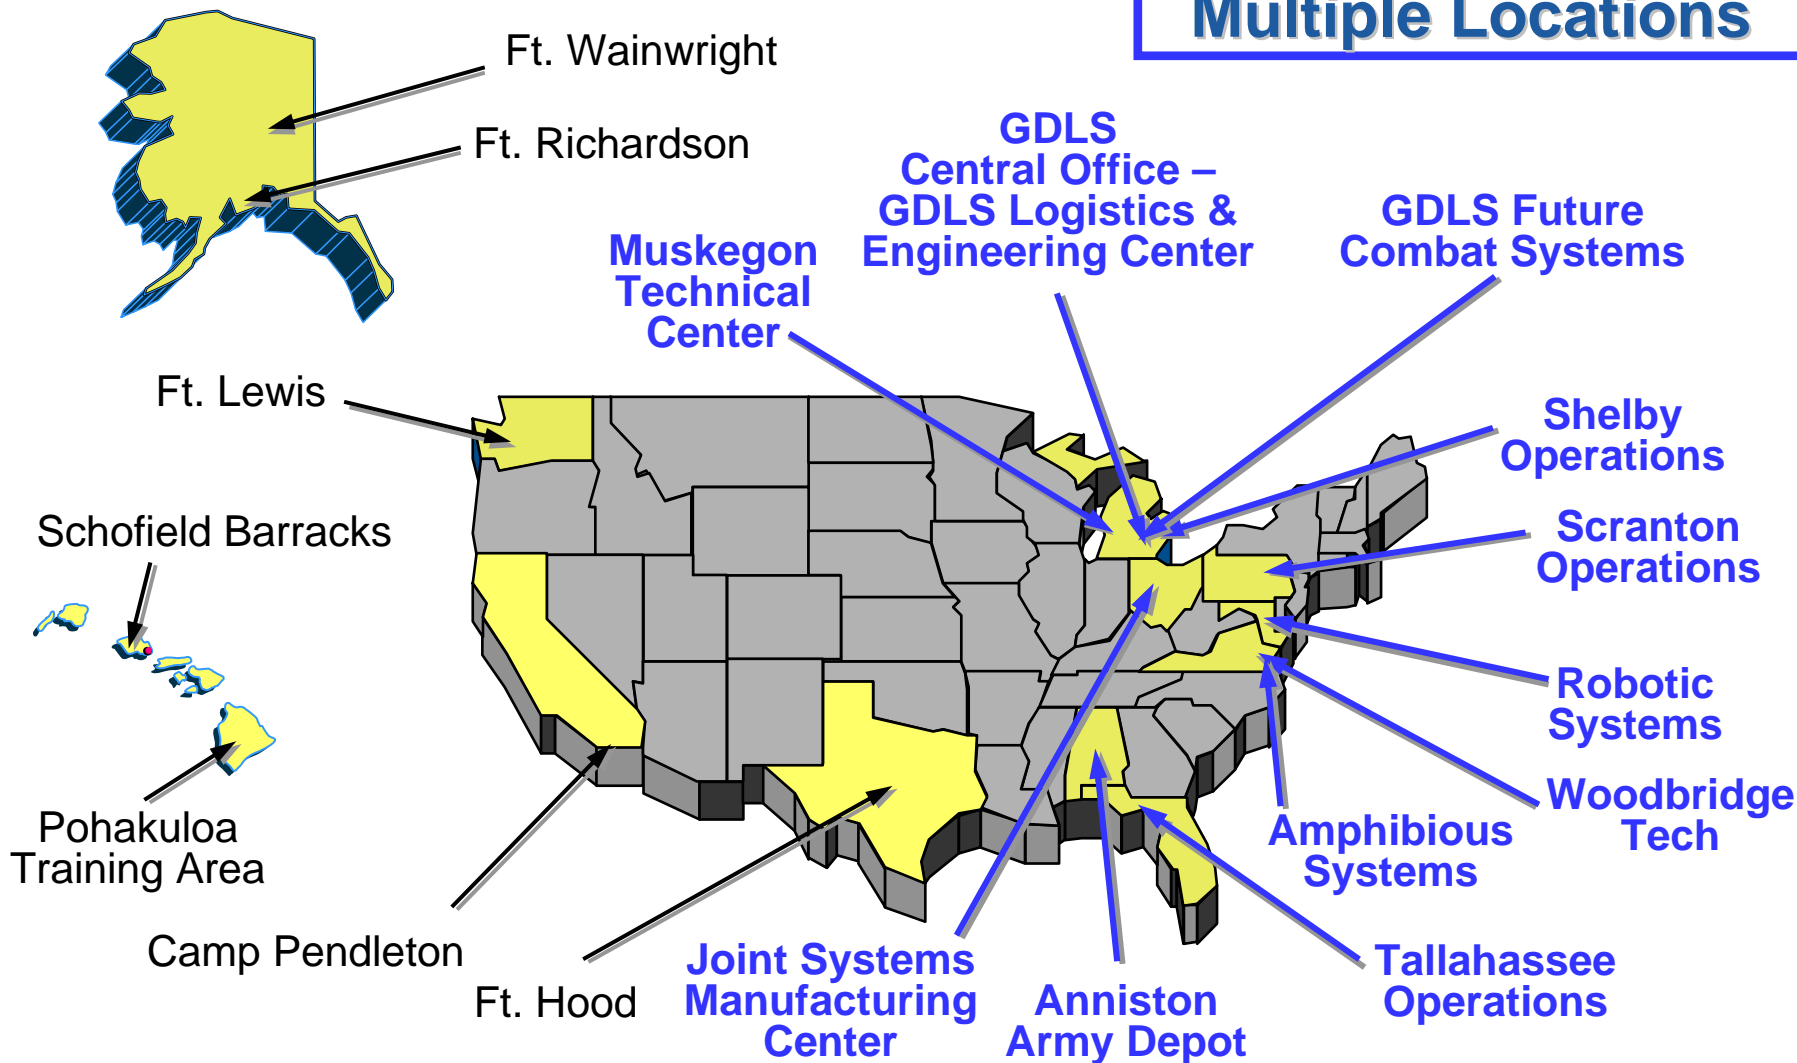 Multiple Locations
Ft. Wainwright
Ft. Richardson
GDLS
Central Office –
GDLS Logistics &
Engineering Center
GDLS Future
Combat Systems
Muskegon
Technical
Center
Ft. Lewis
Shelby
Operations
Schofield Barracks
Scranton
Operations
Robotic
Systems
Woodbridge
Tech
Pohakuloa
Training Area
Amphibious
Systems
Camp Pendleton
Ft. Hood
Joint Systems
Manufacturing
Center
Anniston
Army Depot
Tallahassee
Operations